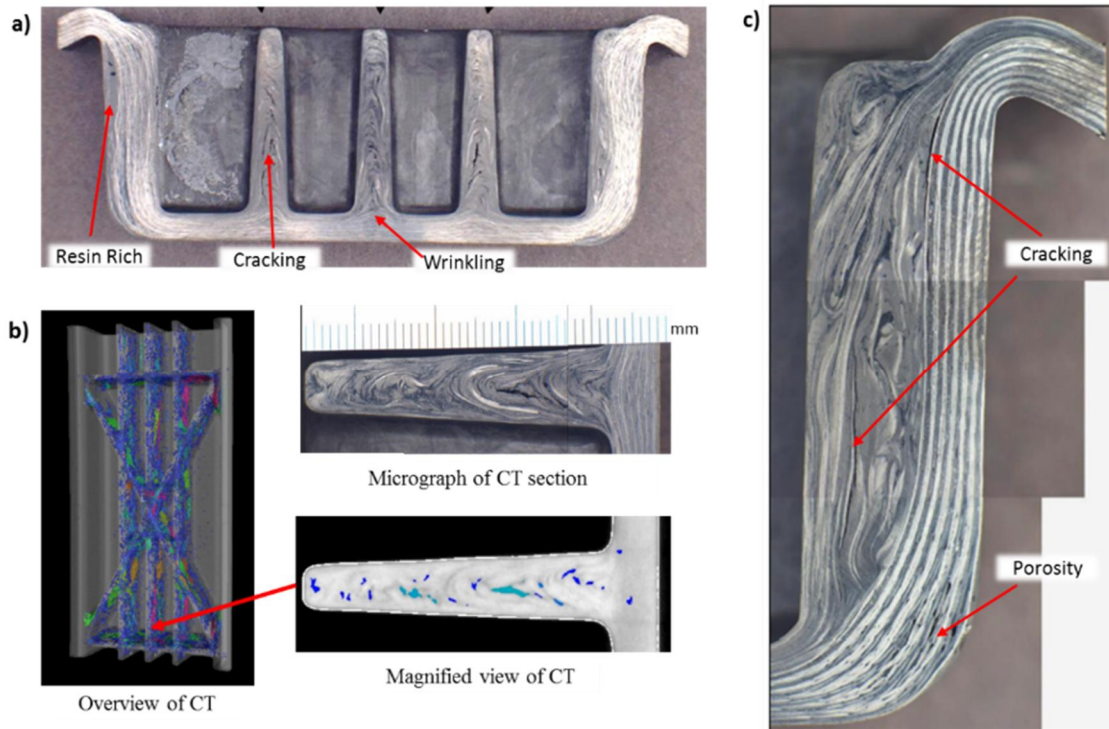 a)
Resin Rich
Cracking
Wrinkling
b)
mm
Micrograph of CT section
Overview of CT
Magnified view of CT
c)
Cracking
Porosity